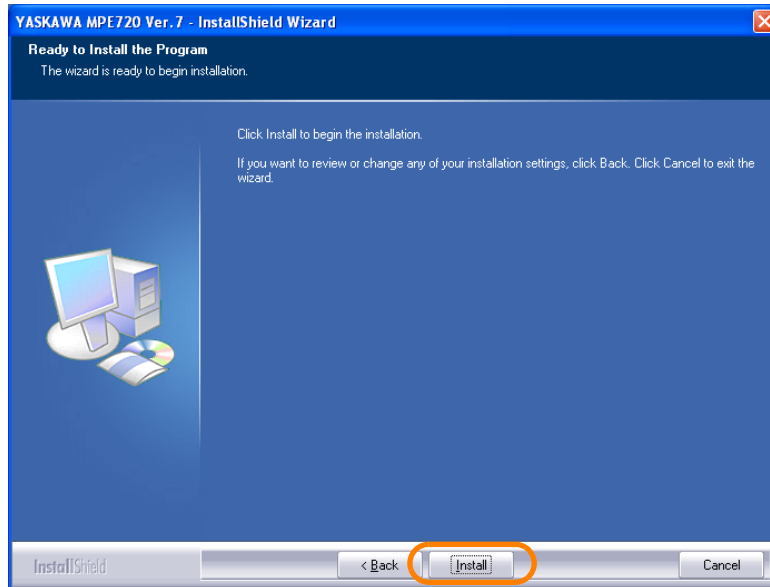 YASKAWA MPE720 Ver. 7 - InstallShield Wizard
Ready to Install the Program
The wizard is ready to begin installation.
Click Install to begin the installation.
If you want to review or change any of your installation settings, click Back. Click Cancel to exit the
wizard.
InstallShield
< Back
Install
Cancel